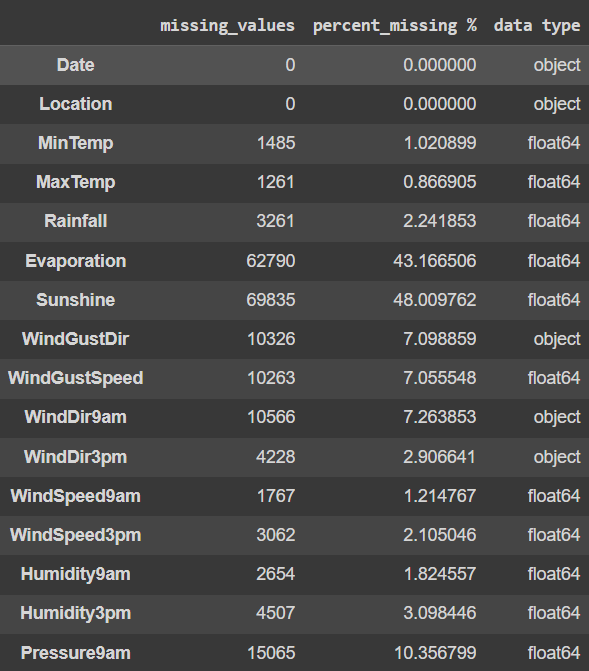 missing_values percent_missing % data type
Date 0 0.000000 object
Location 0 0.000000 object
MinTemp 1485 1.020899 float64
MaxTemp 1261 0.866905 float64
Rainfall 3261 2.241853 float64
Evaporation 62790 43.166506 float64
Sunshine 69835 48.009762 float64
WindGustDir 10326 7.098859 object
WindGustSpeed 10263 7.055548 float64
WindDir9am 10566 7.263853 object
WindDir3pm 4228 2.906641 object
WindSpeed9am 1767 1.214767 float64
WindSpeed3pm 3062 2.105046 float64
Humidity9am 2654 1.824557 float64
Humidity3pm 4507 3.098446 float64
Pressure9am 15065 10.356799 float64